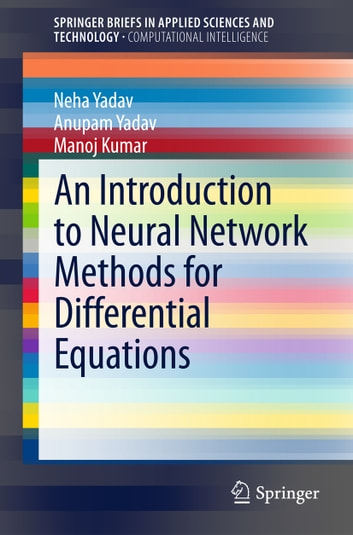 SPRINGER BRIEFS IN APPLIED SCIENCES AND
TECHNOLOGY · COMPUTATIONAL INTELLIGENCE
Neha Yadav
Anupam Yadav
Manoj Kumar
An Introduction
to Neural Network
Methods for
Differential
Equations
Springer